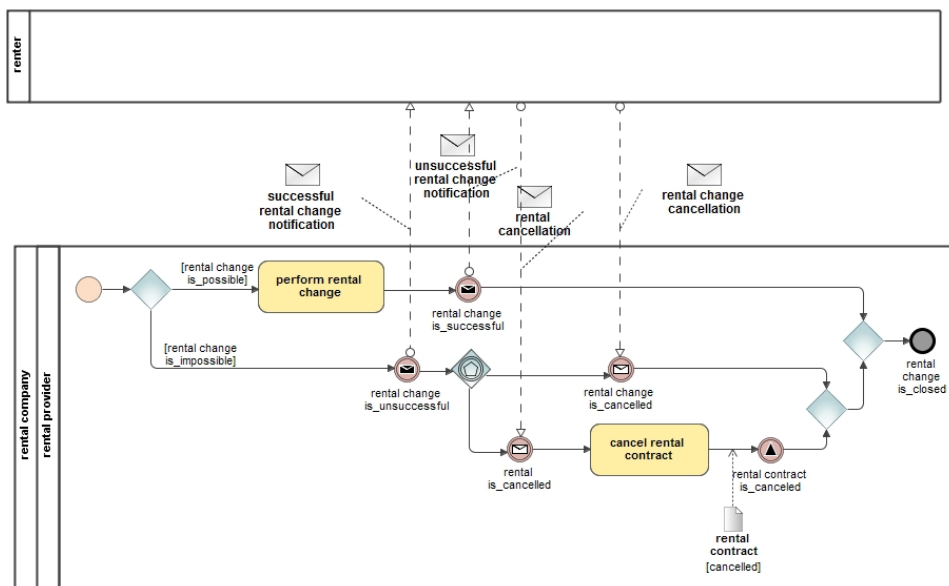 renter
successful
rental change
notification
unsuccessful
rental change
notification
rental
cancellation
rental change
cancellation
rental company
rental provider
[rental change
is_possible]
perform rental
change
rental change
is_successful
[rental change
is_impossible]
rental change
is_unsuccessful
rental change
is_cancelled
rental
change
is_closed
rental
is_cancelled
cancel rental
contract
rental contract
is_canceled
rental
contract
[cancelled]